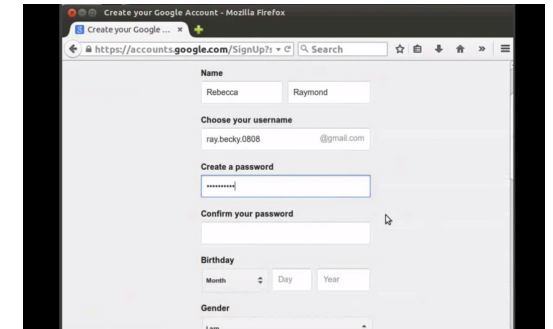 Create your Google Account - Mozilla Firefox
Create your Google ... ×
https://accounts.google.com/SignUp?s Search
Name
Rebecca Raymond
Choose your username
ray.becky.0808 @gmail.com
Create a password
••••••••••
Confirm your password
Birthday
Month Day Year
Gender
I am